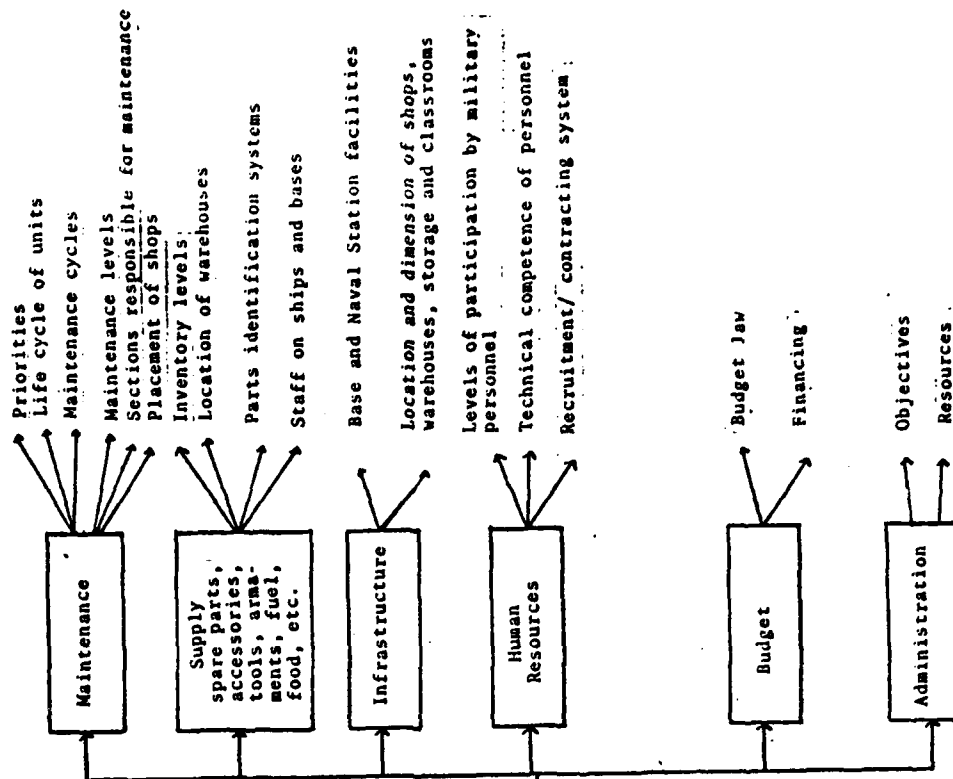 Maintenance
Priorities
Life cycle of units
Maintenance cycles
Maintenance levels
Sections responsible for maintenance
Placement of shops
Supply
spare parts,
accessories,
tools, arma-
ments, fuel,
food, etc.
Inventory levels
Location of warehouses
Parts identification systems
Staff on ships and bases
Infrastructure
Base and Naval Station facilities
Location and dimension of shops,
warehouses, storage and classrooms
Human
Resources
Levels of participation by military
personnel
Technical competence of personnel
Recruitment/ contracting system
Budget
Budget law
Financing
Administration
Objectives
Resources